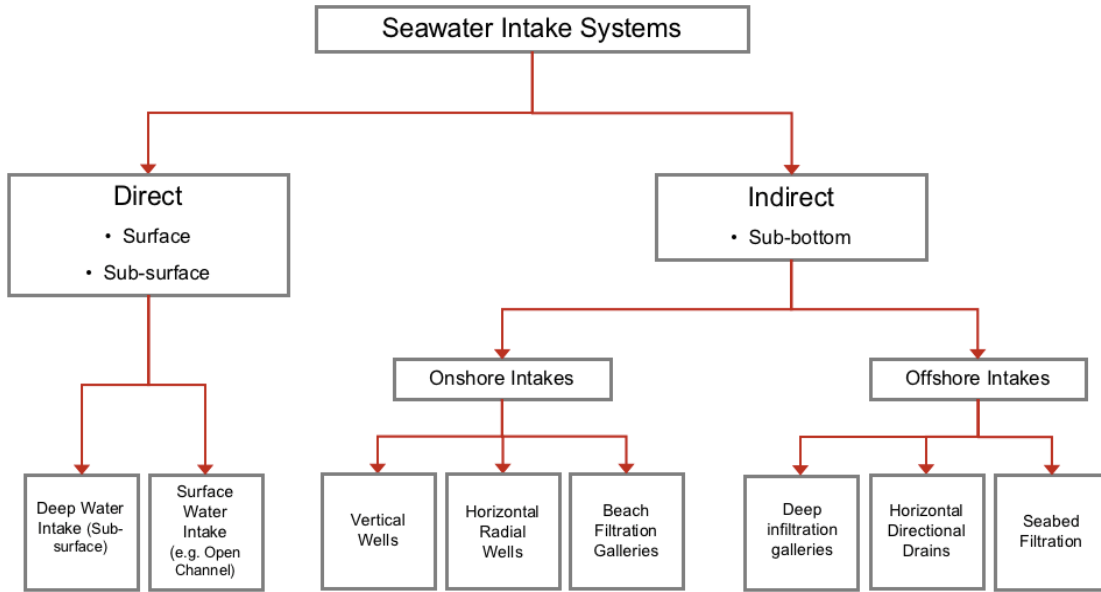 Seawater Intake Systems
Direct
• Surface
• Sub-surface
Indirect
• Sub-bottom
Onshore Intakes
Offshore Intakes
Deep Water
Intake (Sub-
surface)
Surface
Water
Intake
(e.g. Open
Channel)
Vertical
Wells
Horizontal
Radial
Wells
Beach
Filtration
Galleries
Deep
infiltration
galleries
Horizontal
Directional
Drains
Seabed
Filtration